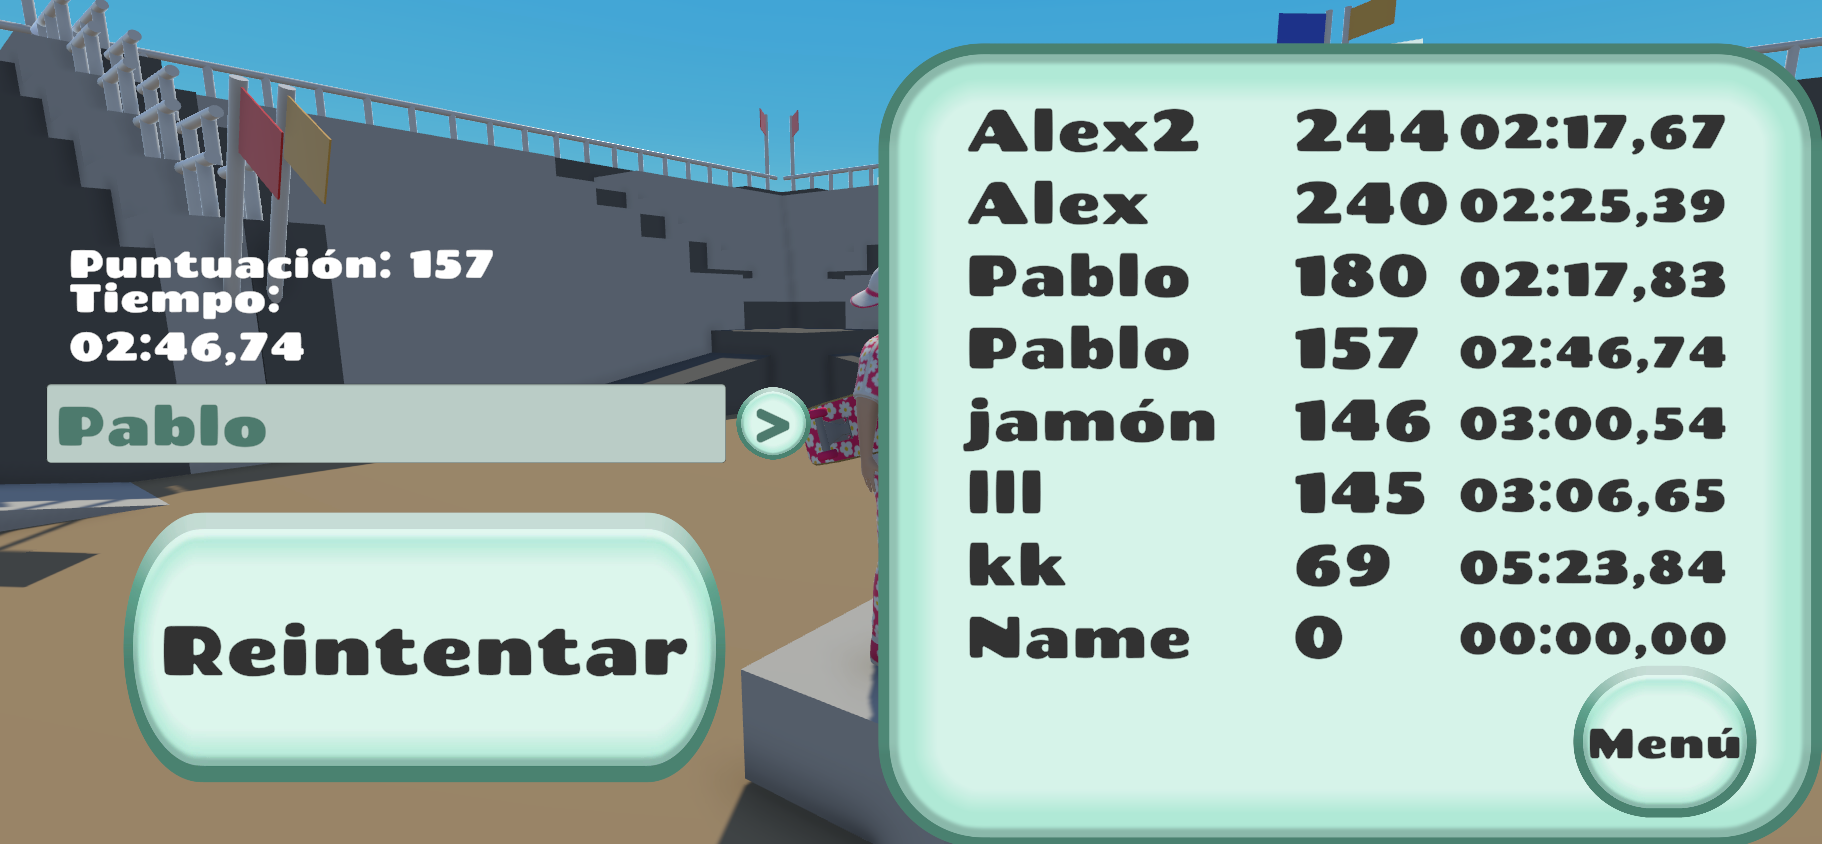 Puntuación: 157
Tiempo:
02:46,74
Pablo
>
Reintentar
Alex2 244 02:17,67
Alex 240 02:25,39
Pablo 180 02:17,83
Pablo 157 02:46,74
jamón 146 03:00,54
lll 145 03:06,65
kk 69 05:23,84
Name 0 00:00,00
Menú